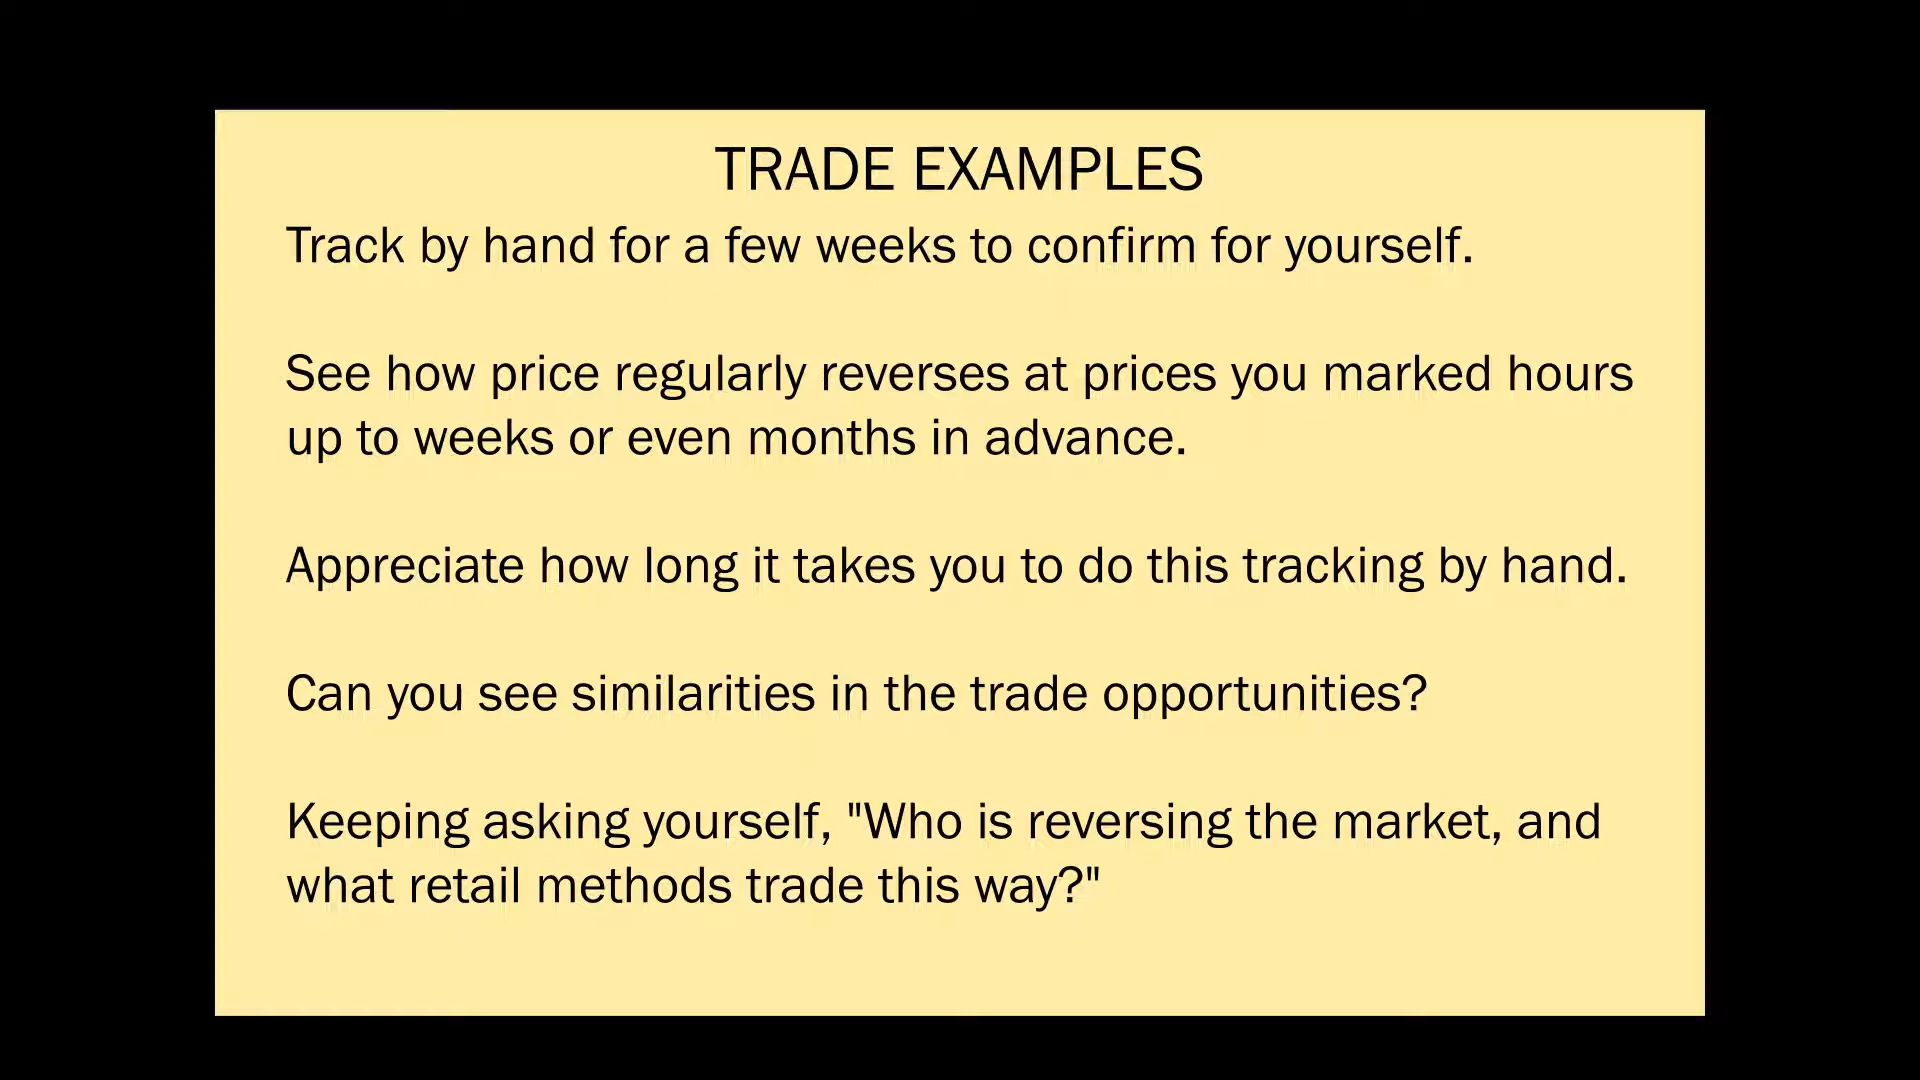 TRADE EXAMPLES
Track by hand for a few weeks to confirm for yourself.
See how price regularly reverses at prices you marked hours
up to weeks or even months in advance.
Appreciate how long it takes you to do this tracking by hand.
Can you see similarities in the trade opportunities?
Keeping asking yourself, "Who is reversing the market, and
what retail methods trade this way?"